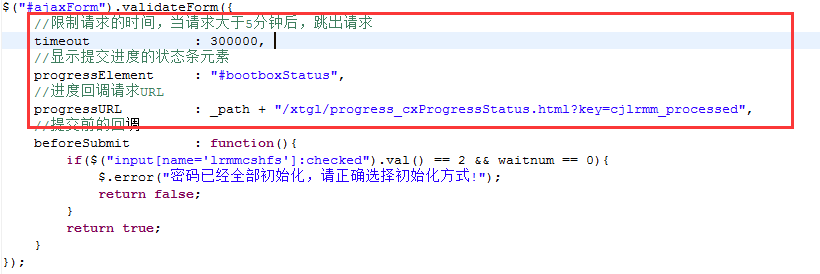 $("#ajaxForm").validateForm({
//限制请求的时间，当请求大于5分钟后，跳出请求
timeout : 300000,
//显示提交进度的状态条元素
progressElement : "#bootboxStatus",
//进度回调请求URL
progressURL : _path + "/xtgl/progress_cxProgressStatus.html?key=cjlrmm_processed",
//提交前的回调
beforeSubmit : function(){
if($("input[name='lrmmcshfs']:checked").val() == 2 && waitnum == 0){
$.error("密码已经全部初始化，请正确选择初始化方式!");
return false;
}
return true;
}
});